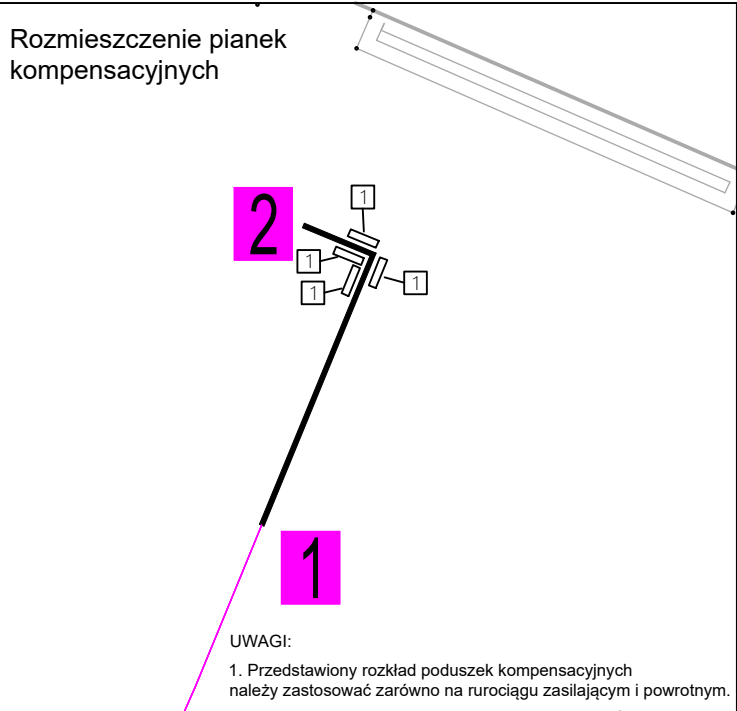 Rozmieszczenie pianek
kompensacyjnych
1
2
1
1
1
1
UWAGI:
1. Przedstawiony rozkład poduszek kompensacyjnych
należy zastosować zarówno na rurociągu zasilającym i powrotnym.